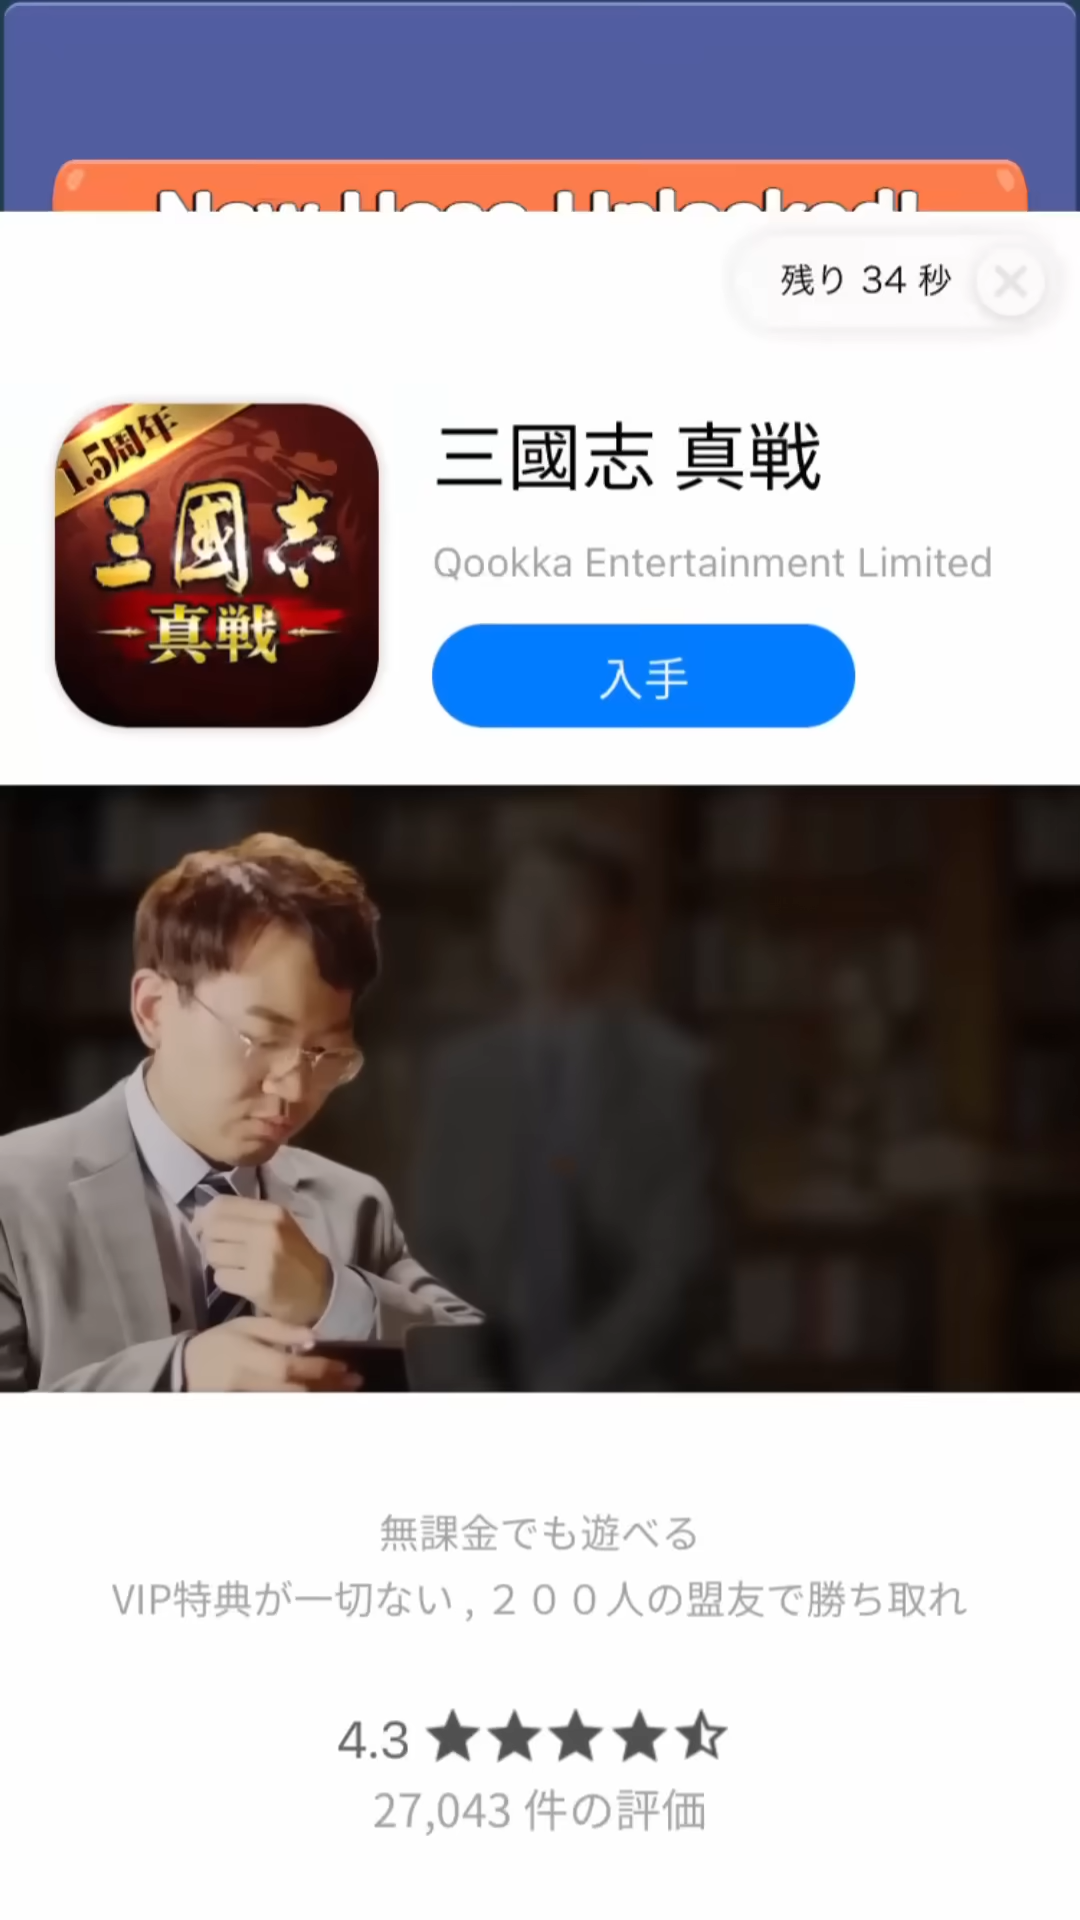 New Hose Unlocked!
残り 34 秒
1.5周年
三國志
真戦
三國志 真戦
Qookka Entertainment Limited
入手
無課金でも遊べる
VIP特典が一切ない , ２００人の盟友で勝ち取れ
4.3
27,043 件の評価